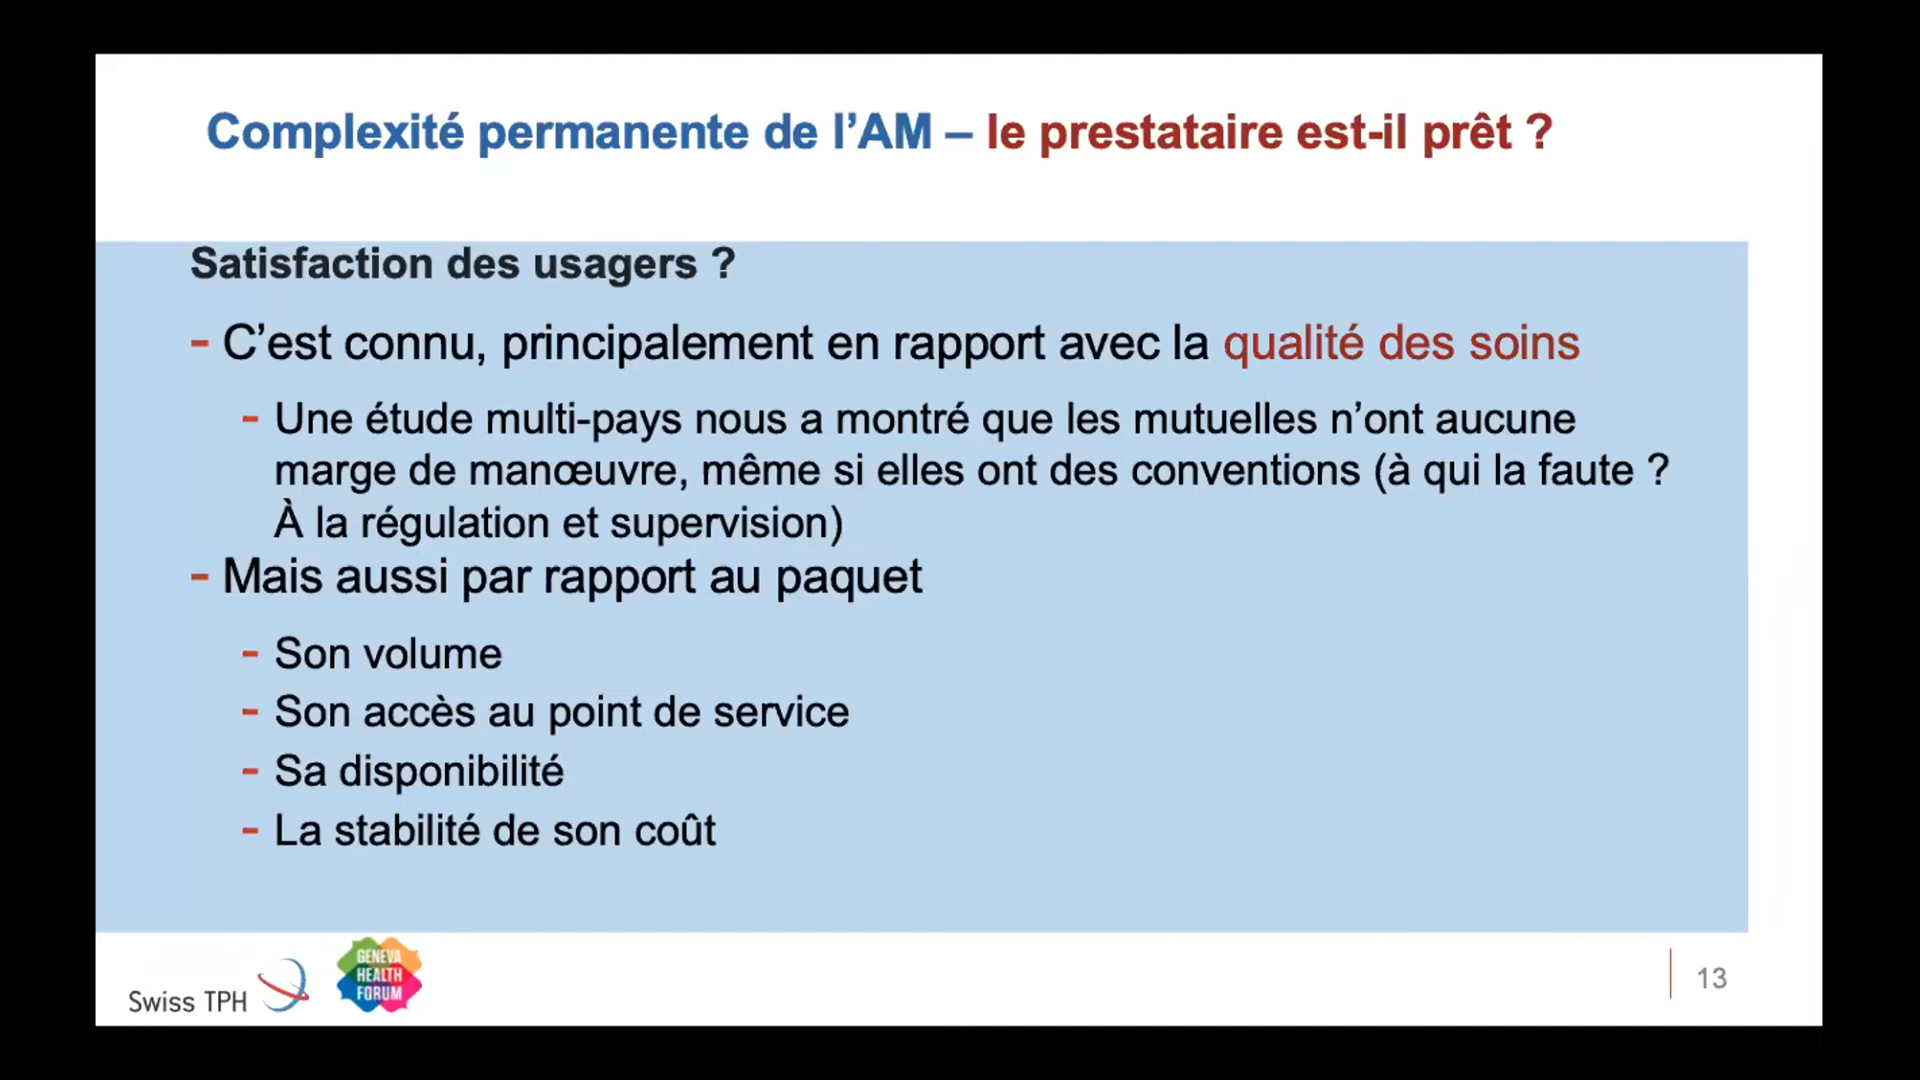 Complexité permanente de l’AM – le prestataire est-il prêt ?
Satisfaction des usagers ?
- C’est connu, principalement en rapport avec la qualité des soins
- Une étude multi-pays nous a montré que les mutuelles n’ont aucune
marge de manœuvre, même si elles ont des conventions (à qui la faute ?
À la régulation et supervision)
- Mais aussi par rapport au paquet
- Son volume
- Son accès au point de service
- Sa disponibilité
- La stabilité de son coût
Swiss TPH
GENEVA
HEALTH
FORUM
13